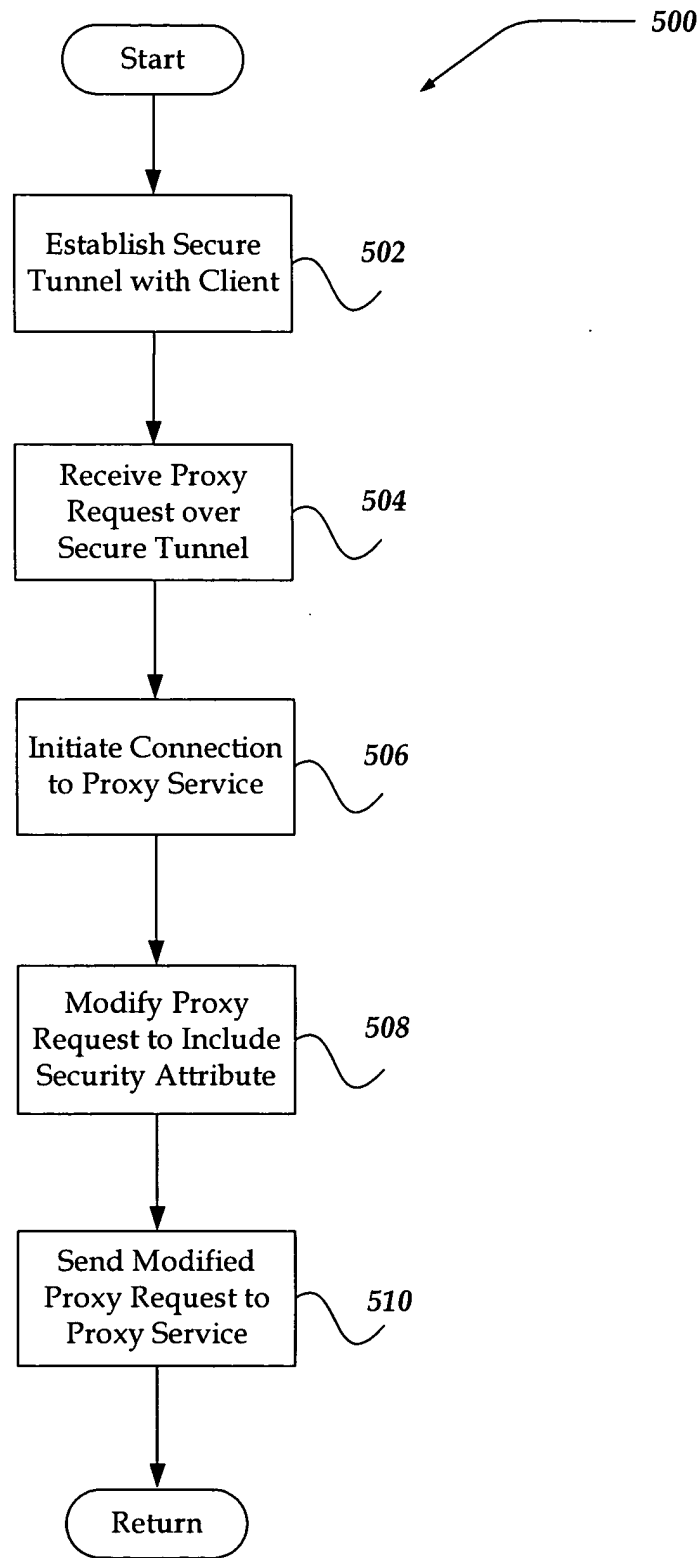 500
Start
Establish Secure
Tunnel with Client
502
Receive Proxy
Request over
Secure Tunnel
504
Initiate Connection
to Proxy Service
506
Modify Proxy
Request to Include
Security Attribute
508
Send Modified
Proxy Request to
Proxy Service
510
Return